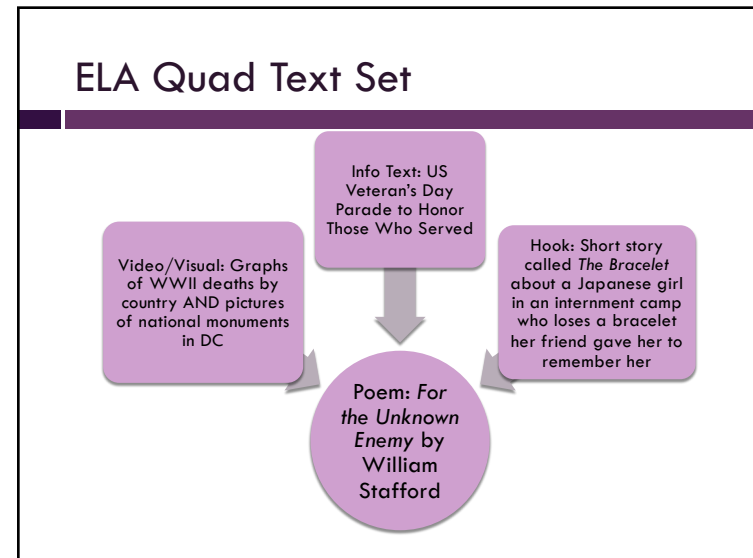 ELA Quad Text Set
Info Text: US
Veteran's Day
Parade to Honor
Those Who Served
Video/Visual: Graphs
of WWII deaths by
country AND pictures
of national monuments
in DC
Hook: Short story
called The Bracelet
about a Japanese girl
in an internment camp
who loses a bracelet
her friend gave her to
remember her
Poem: For
the Unknown
Enemy by
William
Stafford